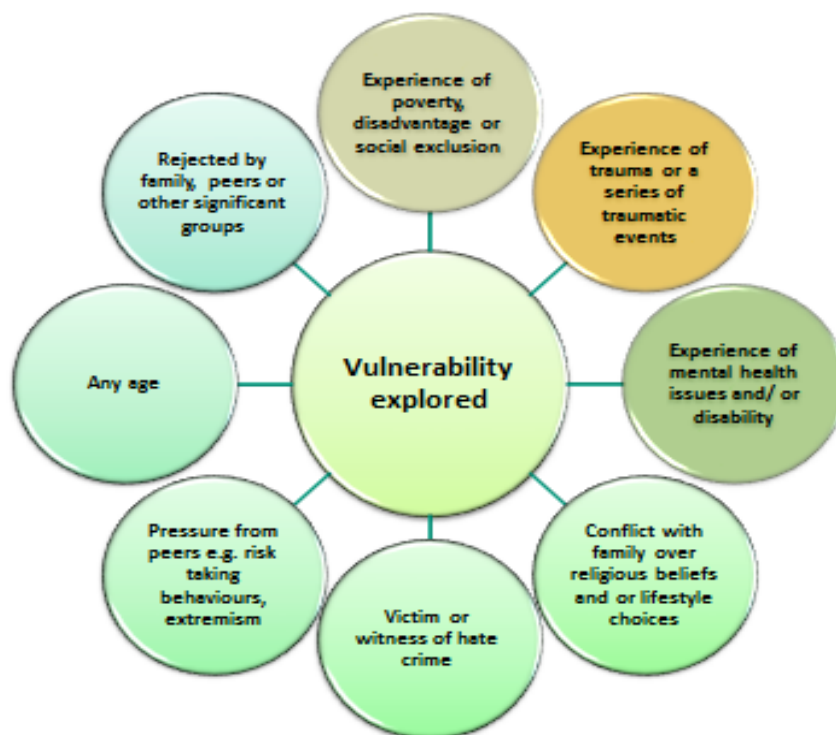 Experience of
poverty,
disadvantage or
social exclusion
Experience of
trauma or a
series of
traumatic
events
Experience of
mental health
issues and/ or
disability
Conflict with
family over
religious beliefs
and or lifestyle
choices
Victim or
witness of hate
crime
Pressure from
peers e.g. risk
taking
behaviours,
extremism
Any age
Rejected by
family, peers or
other significant
groups
Vulnerability
explored